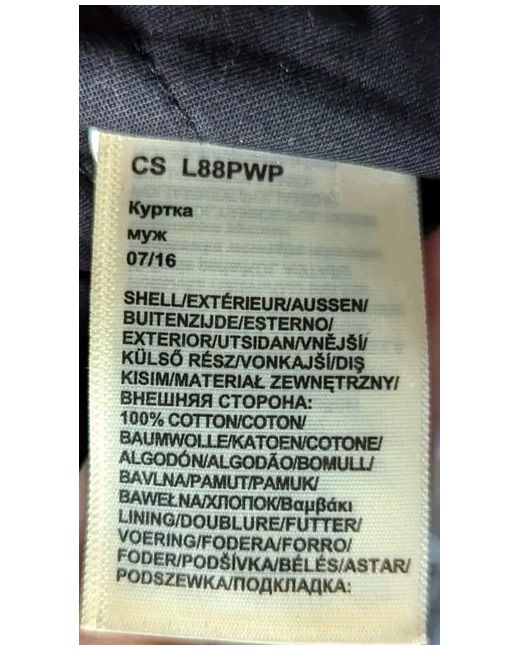 CS L88PWP
Куртка
муж
07/16
SHELL/EXTÉRIEUR/AUSSEN/
BUITENZIJDE/ESTERNO/
EXTERIOR/UTSIDAN/VNĚJŠÍ/
KÜLSŐ RÉSZ/VONKAJŠÍ/DIŞ
KISIM/MATERIAŁ ZEWNĘTRZNY/
ВНЕШНЯЯ СТОРОНА:
100% COTTON/COTON/
BAUMWOLLE/KATOEN/COTONE/
ALGODÓN/ALGODÃO/BOMULL/
BAVLNA/PAMUT/PAMUK/
BAWEŁNA/ХЛОПОК/Βαμβάκι
LINING/DOUBLURE/FUTTER/
VOERING/FODERA/FORRO/
FODER/PODŠÍVKA/BÉLÉS/ASTAR/
PODSZEWKA/ПОДКЛАДКА: